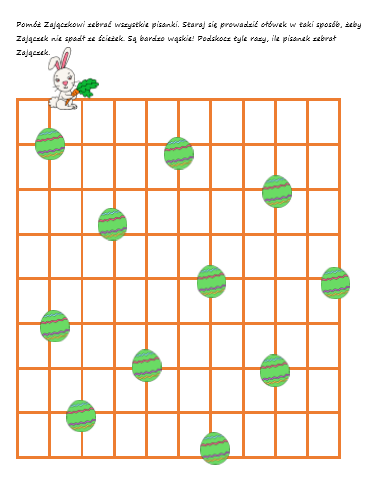 Pomóż Zajączkowi zebrać wszystkie pisanki. Staraj się prowadzić ołówek w taki sposób, żeby
Zajączek nie spadł ze ścieżek. Są bardzo wąskie! Podskocz tyle razy, ile pisanek zebrał
Zajączek.